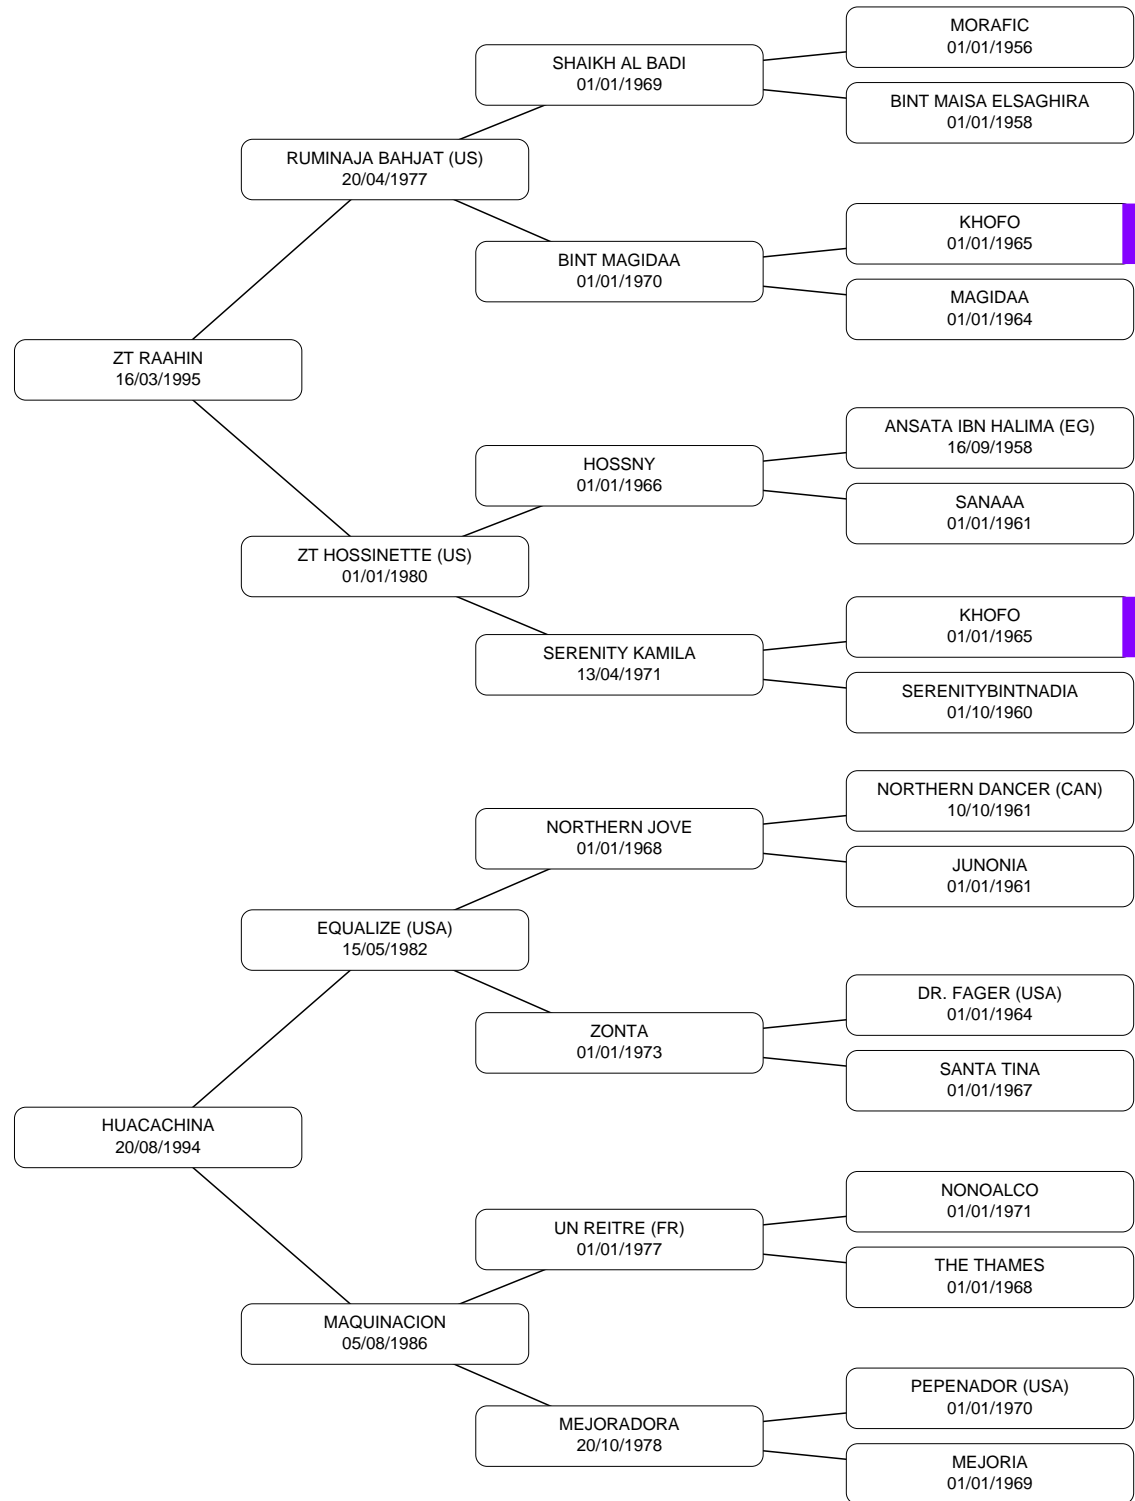 MORAFIC
01/01/1956
SHAIKH AL BADI
01/01/1969
BINT MAISA ELSAGHIRA
01/01/1958
RUMINAJA BAHJAT (US)
20/04/1977
KHOFO
01/01/1965
BINT MAGIDAA
01/01/1970
MAGIDAA
01/01/1964
ZT RAAHIN
16/03/1995
ANSATA IBN HALIMA (EG)
16/09/1958
HOSSNY
01/01/1966
SANAAA
01/01/1961
ZT HOSSINETTE (US)
01/01/1980
KHOFO
01/01/1965
SERENITY KAMILA
13/04/1971
SERENITYBINTNADIA
01/10/1960
NORTHERN DANCER (CAN)
10/10/1961
NORTHERN JOVE
01/01/1968
JUNONIA
01/01/1961
EQUALIZE (USA)
15/05/1982
DR. FAGER (USA)
01/01/1964
ZONTA
01/01/1973
SANTA TINA
01/01/1967
HUACACHINA
20/08/1994
NONOALCO
01/01/1971
UN REITRE (FR)
01/01/1977
THE THAMES
01/01/1968
MAQUINACION
05/08/1986
PEPENADOR (USA)
01/01/1970
MEJORADORA
20/10/1978
MEJORIA
01/01/1969